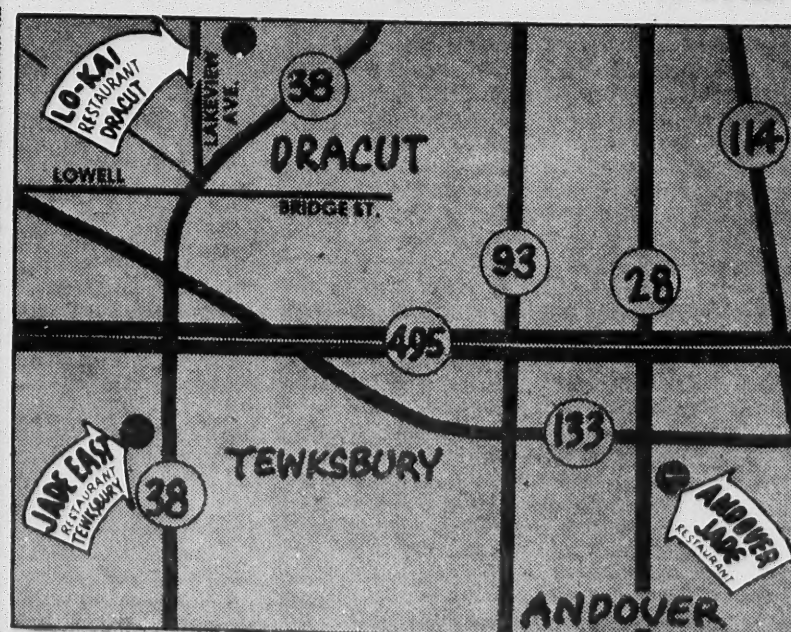 LO-KAI
RESTAURANT
DRACUT
LAKEVIEW
AVE.
38
DRACUT
114
LOWELL
BRIDGE ST.
93
28
495
133
JADE EAST
RESTAURANT
TEWKSBURY
38
TEWKSBURY
ANDOVER
JADE
RESTAURANT
ANDOVER